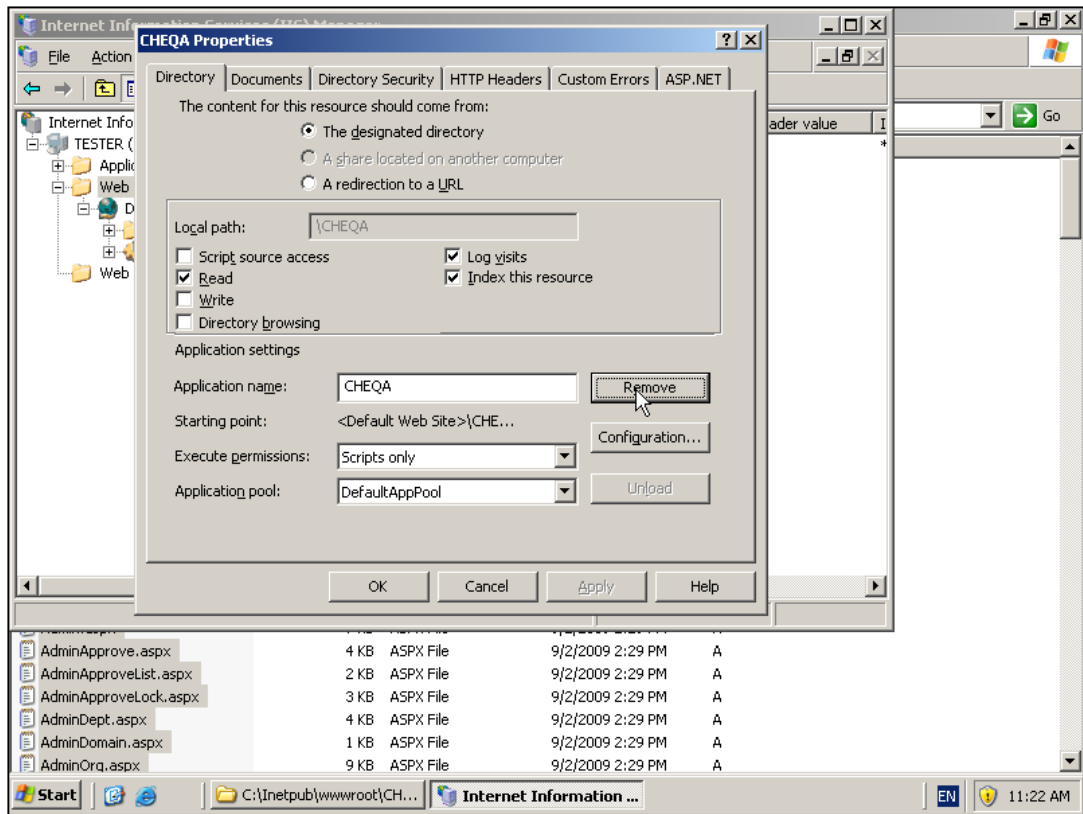 Internet Information Services (IIS) Manager
CHEQA Properties
File Action
Directory Documents Directory Security HTTP Headers Custom Errors ASP.NET
The content for this resource should come from:
The designated directory
A share located on another computer
A redirection to a URL
Internet Info
TESTER (
Applic
Web
D
Web
ader value I
Go
Local path: \CHEQA
Script source access Log visits
Read Index this resource
Write
Directory browsing
Application settings
Application name: CHEQA Remove
Starting point: <Default Web Site>\CHE...
Configuration...
Execute permissions: Scripts only
Application pool: DefaultAppPool Unload
OK Cancel Apply Help
AdminApprove.aspx 4 KB ASPX File 9/2/2009 2:29 PM A
AdminApproveList.aspx 2 KB ASPX File 9/2/2009 2:29 PM A
AdminApproveLock.aspx 3 KB ASPX File 9/2/2009 2:29 PM A
AdminDept.aspx 4 KB ASPX File 9/2/2009 2:29 PM A
AdminDomain.aspx 1 KB ASPX File 9/2/2009 2:29 PM A
AdminOrg.aspx 9 KB ASPX File 9/2/2009 2:29 PM A
Start C:\Inetpub\wwwroot\CH... Internet Information ... EN 11:22 AM